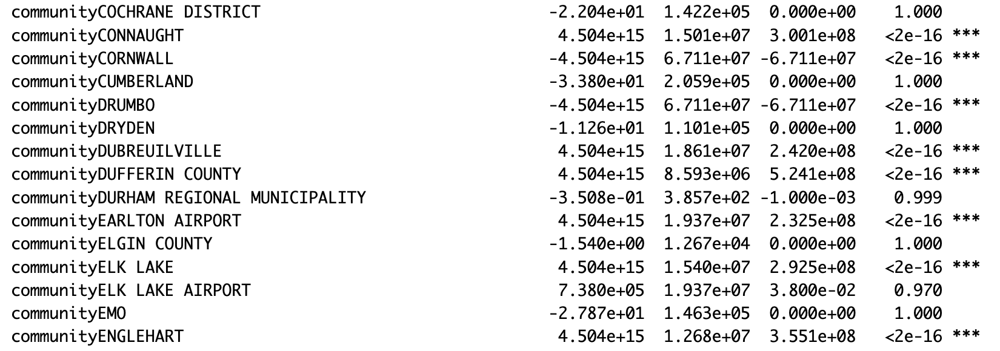 communityCOCHRANE DISTRICT -2.204e+01 1.422e+05 0.000e+00 1.000
communityCONNAUGHT 4.504e+15 1.501e+07 3.001e+08 <2e-16 ***
communityCORNWALL -4.504e+15 6.711e+07 -6.711e+07 <2e-16 ***
communityCUMBERLAND -3.380e+01 2.059e+05 0.000e+00 1.000
communityDRUMBO -4.504e+15 6.711e+07 -6.711e+07 <2e-16 ***
communityDRYDEN -1.126e+01 1.101e+05 0.000e+00 1.000
communityDUBREUILVILLE 4.504e+15 1.861e+07 2.420e+08 <2e-16 ***
communityDUFFERIN COUNTY 4.504e+15 8.593e+06 5.241e+08 <2e-16 ***
communityDURHAM REGIONAL MUNICIPALITY -3.508e-01 3.857e+02 -1.000e-03 0.999
communityEARLTON AIRPORT 4.504e+15 1.937e+07 2.325e+08 <2e-16 ***
communityELGIN COUNTY -1.540e+00 1.267e+04 0.000e+00 1.000
communityELK LAKE 4.504e+15 1.540e+07 2.925e+08 <2e-16 ***
communityELK LAKE AIRPORT 7.380e+05 1.937e+07 3.800e-02 0.970
communityEMO -2.787e+01 1.463e+05 0.000e+00 1.000
communityENGLEHART 4.504e+15 1.268e+07 3.551e+08 <2e-16 ***